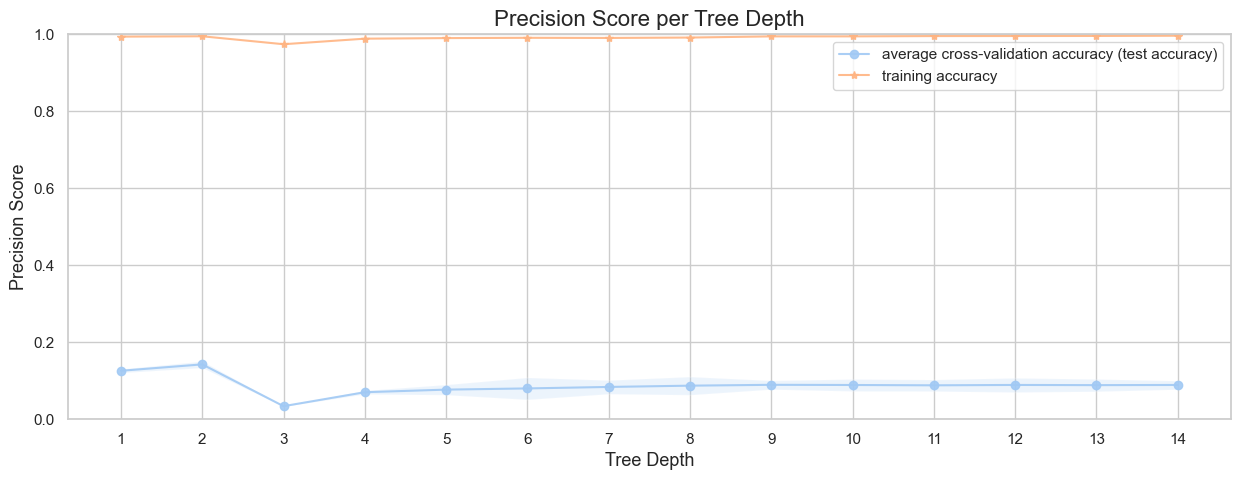 Precision Score per Tree Depth
1.0
0.8
0.6
0.4
0.2
0.0
Precision Score
average cross-validation accuracy (test accuracy)
training accuracy
1 2 3 4 5 6 7 8 9 10 11 12 13 14
Tree Depth